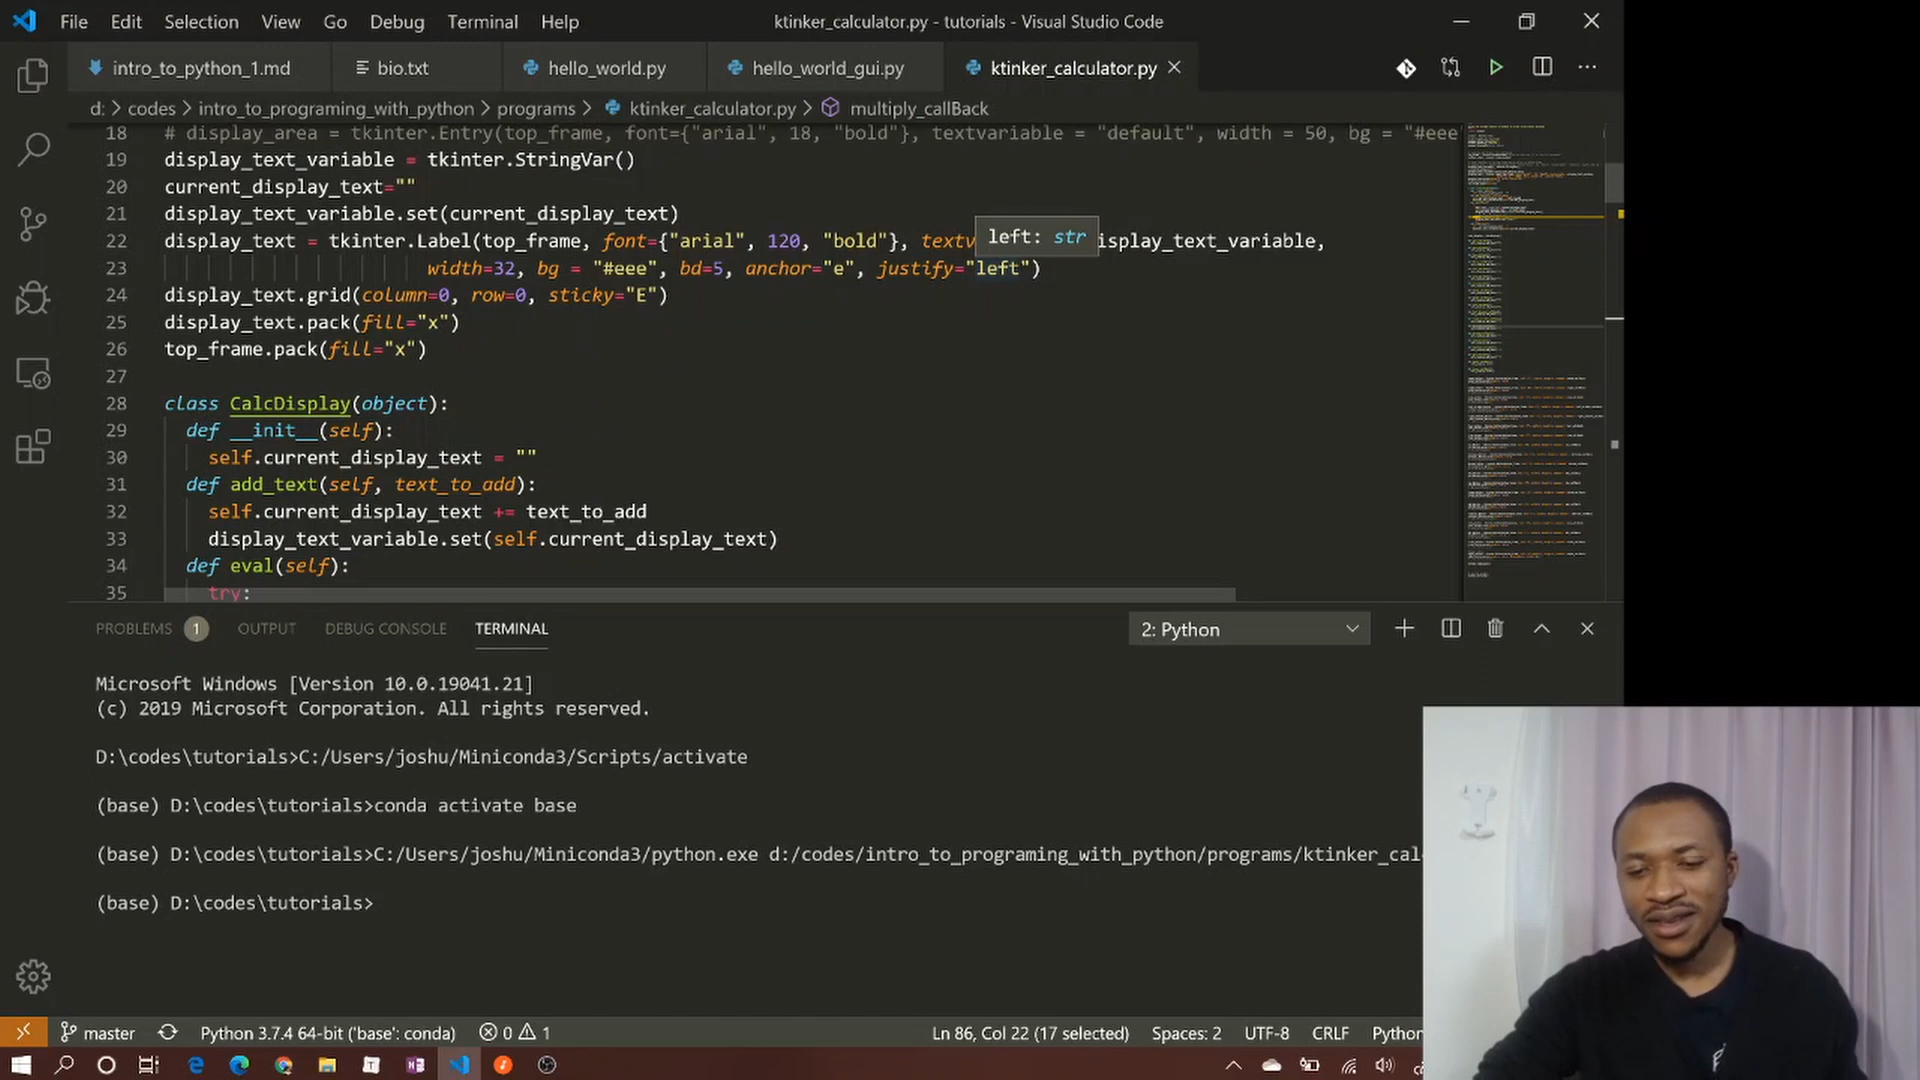 File Edit Selection View Go Debug Terminal Help ktinker_calculator.py - tutorials - Visual Studio Code
intro_to_python_1.md bio.txt hello_world.py hello_world_gui.py ktinker_calculator.py
d: > codes > intro_to_programing_with_python > programs > ktinker_calculator.py > multiply_callBack
18 # display_area = tkinter.Entry(top_frame, font={"arial", 18, "bold"}, textvariable = "default", width = 50, bg = "#eee
19 display_text_variable = tkinter.StringVar()
20 current_display_text=""
21 display_text_variable.set(current_display_text)
left: str
22 display_text = tkinter.Label(top_frame, font={"arial", 120, "bold"}, textv isplay_text_variable,
23 width=32, bg = "#eee", bd=5, anchor="e", justify="left")
24 display_text.grid(column=0, row=0, sticky="E")
25 display_text.pack(fill="x")
26 top_frame.pack(fill="x")
27
28 class CalcDisplay(object):
29 def __init__(self):
30 self.current_display_text = ""
31 def add_text(self, text_to_add):
32 self.current_display_text += text_to_add
33 display_text_variable.set(self.current_display_text)
34 def eval(self):
35 try:
PROBLEMS 1 OUTPUT DEBUG CONSOLE TERMINAL 2: Python
Microsoft Windows [Version 10.0.19041.21]
(c) 2019 Microsoft Corporation. All rights reserved.
D:\codes\tutorials>C:/Users/joshu/Miniconda3/Scripts/activate
(base) D:\codes\tutorials>conda activate base
(base) D:\codes\tutorials>C:/Users/joshu/Miniconda3/python.exe d:/codes/intro_to_programing_with_python/programs/ktinker_cal
(base) D:\codes\tutorials>
master Python 3.7.4 64-bit ('base': conda) 0 1 Ln 86, Col 22 (17 selected) Spaces: 2 UTF-8 CRLF Python